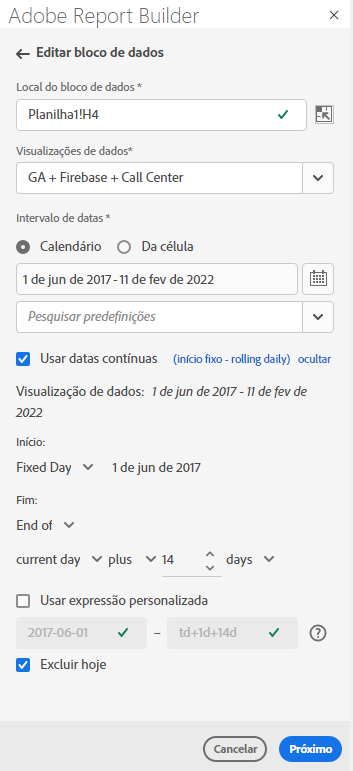 Adobe Report Builder
Editar bloco de dados
Local do bloco de dados *
Planilha1!H4
Visualizações de dados*
GA + Firebase + Call Center
Intervalo de datas *
Calendário Da célula
1 de jun de 2017 - 11 de fev de 2022
Pesquisar predefinições
Usar datas contínuas (início fixo - rolling daily) ocultar
Visualização de dados: 1 de jun de 2017 - 11 de fev de
2022
Início:
Fixed Day 1 de jun de 2017
Fim:
End of
current day plus 14 days
Usar expressão personalizada
2017-06-01 – td+1d+14d
Excluir hoje
Cancelar Próximo